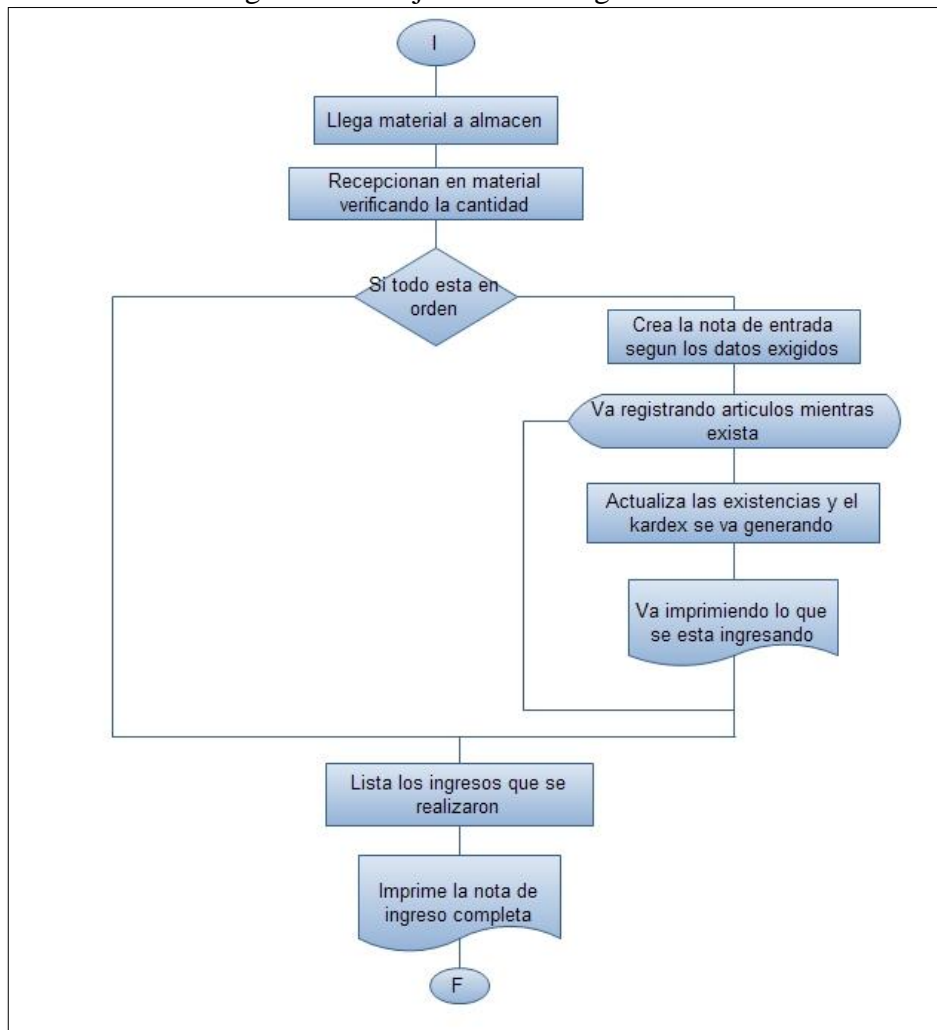 I
Llega material a almacen
Recepcionan en material
verificando la cantidad
Si todo esta en
orden
Crea la nota de entrada
segun los datos exigidos
Va registrando articulos mientras
exista
Actualiza las existencias y el
kardex se va generando
Va imprimiendo lo que
se esta ingresando
Lista los ingresos que se
realizaron
Imprime la nota de
ingreso completa
F